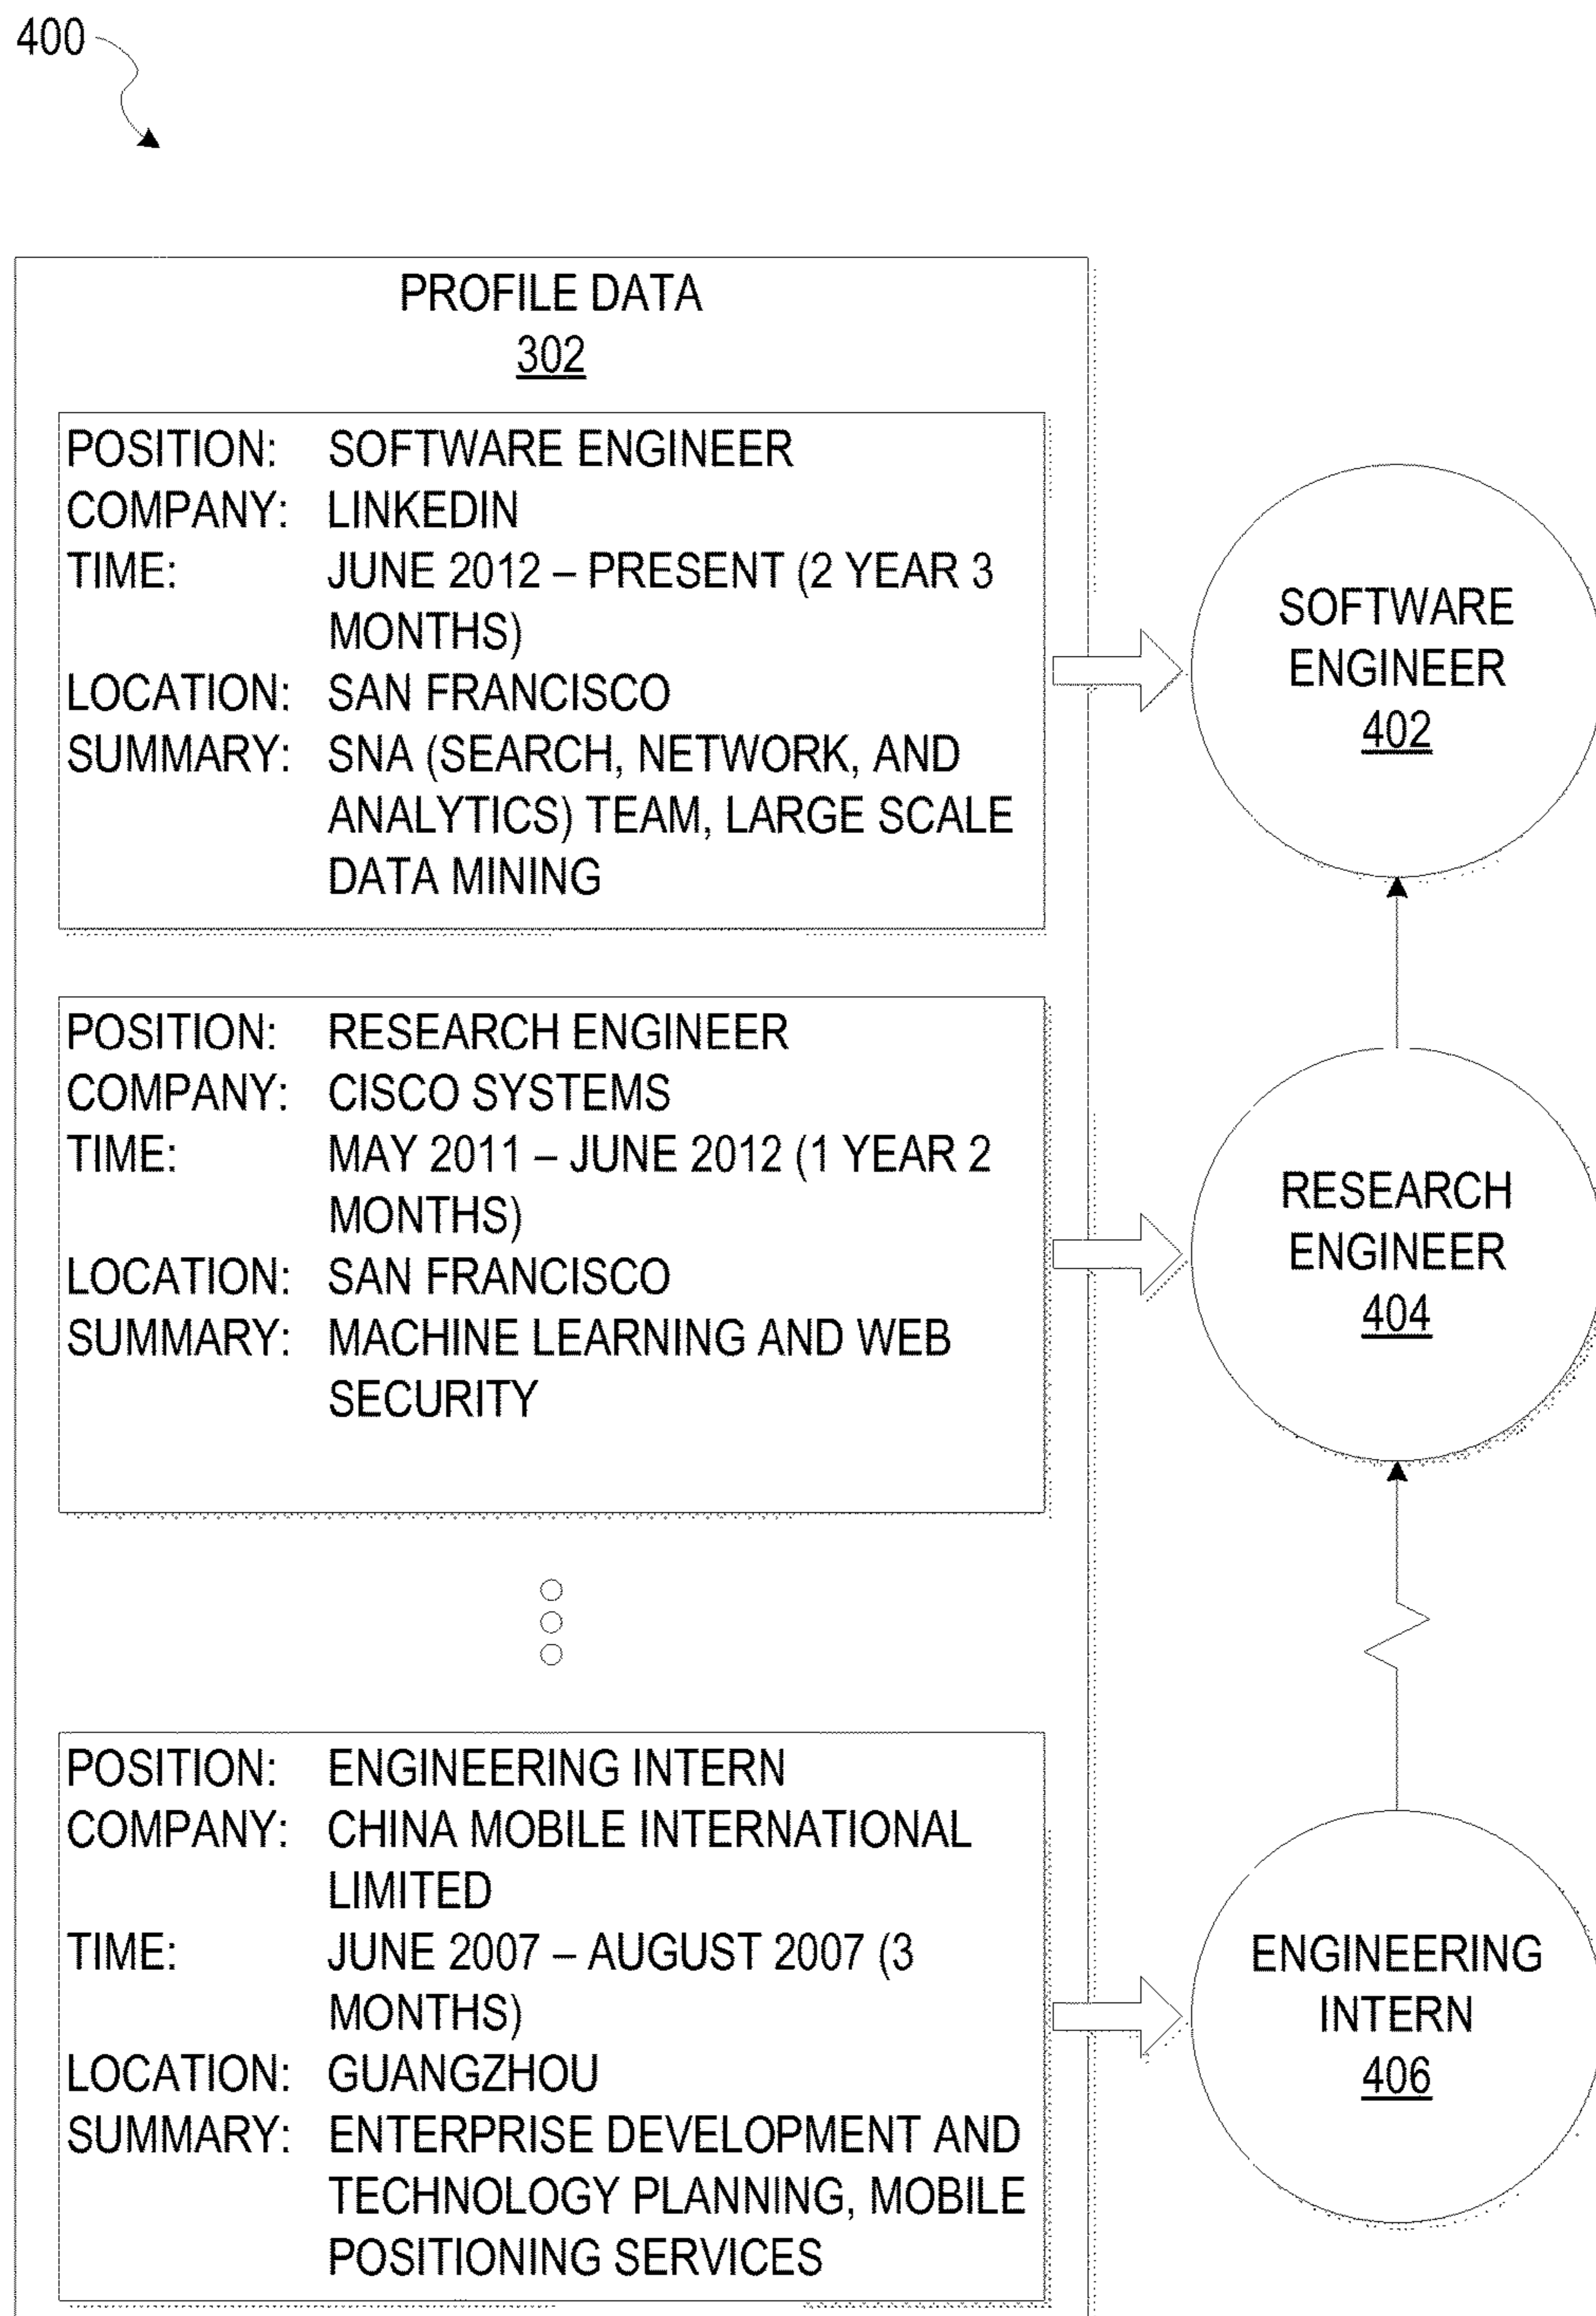 400
PROFILE DATA
302
POSITION: SOFTWARE ENGINEER
COMPANY: LINKEDIN
TIME: JUNE 2012 – PRESENT (2 YEAR 3
MONTHS)
LOCATION: SAN FRANCISCO
SUMMARY: SNA (SEARCH, NETWORK, AND
ANALYTICS) TEAM, LARGE SCALE
DATA MINING
SOFTWARE
ENGINEER
402
POSITION: RESEARCH ENGINEER
COMPANY: CISCO SYSTEMS
TIME: MAY 2011 – JUNE 2012 (1 YEAR 2
MONTHS)
LOCATION: SAN FRANCISCO
SUMMARY: MACHINE LEARNING AND WEB
SECURITY
RESEARCH
ENGINEER
404
POSITION: ENGINEERING INTERN
COMPANY: CHINA MOBILE INTERNATIONAL
LIMITED
TIME: JUNE 2007 – AUGUST 2007 (3
MONTHS)
LOCATION: GUANGZHOU
SUMMARY: ENTERPRISE DEVELOPMENT AND
TECHNOLOGY PLANNING, MOBILE
POSITIONING SERVICES
ENGINEERING
INTERN
406